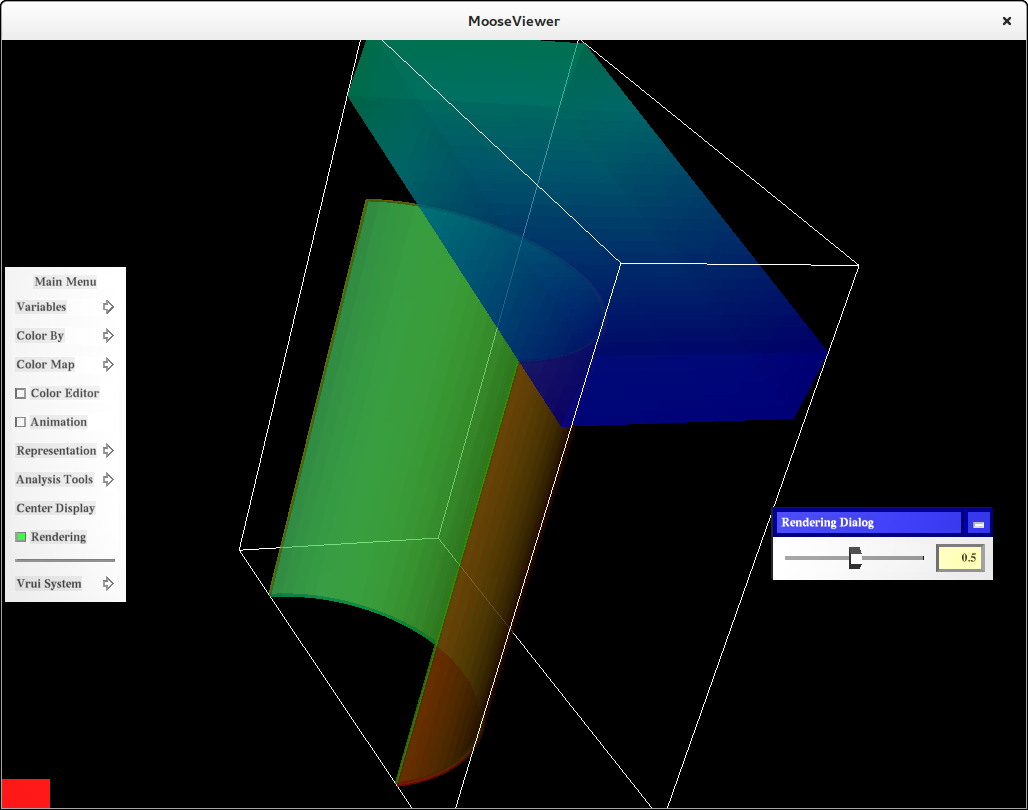 MooseViewer
Main Menu
Variables
Color By
Color Map
Color Editor
Animation
Representation
Analysis Tools
Center Display
Rendering
Vrui System
Rendering Dialog
0.5